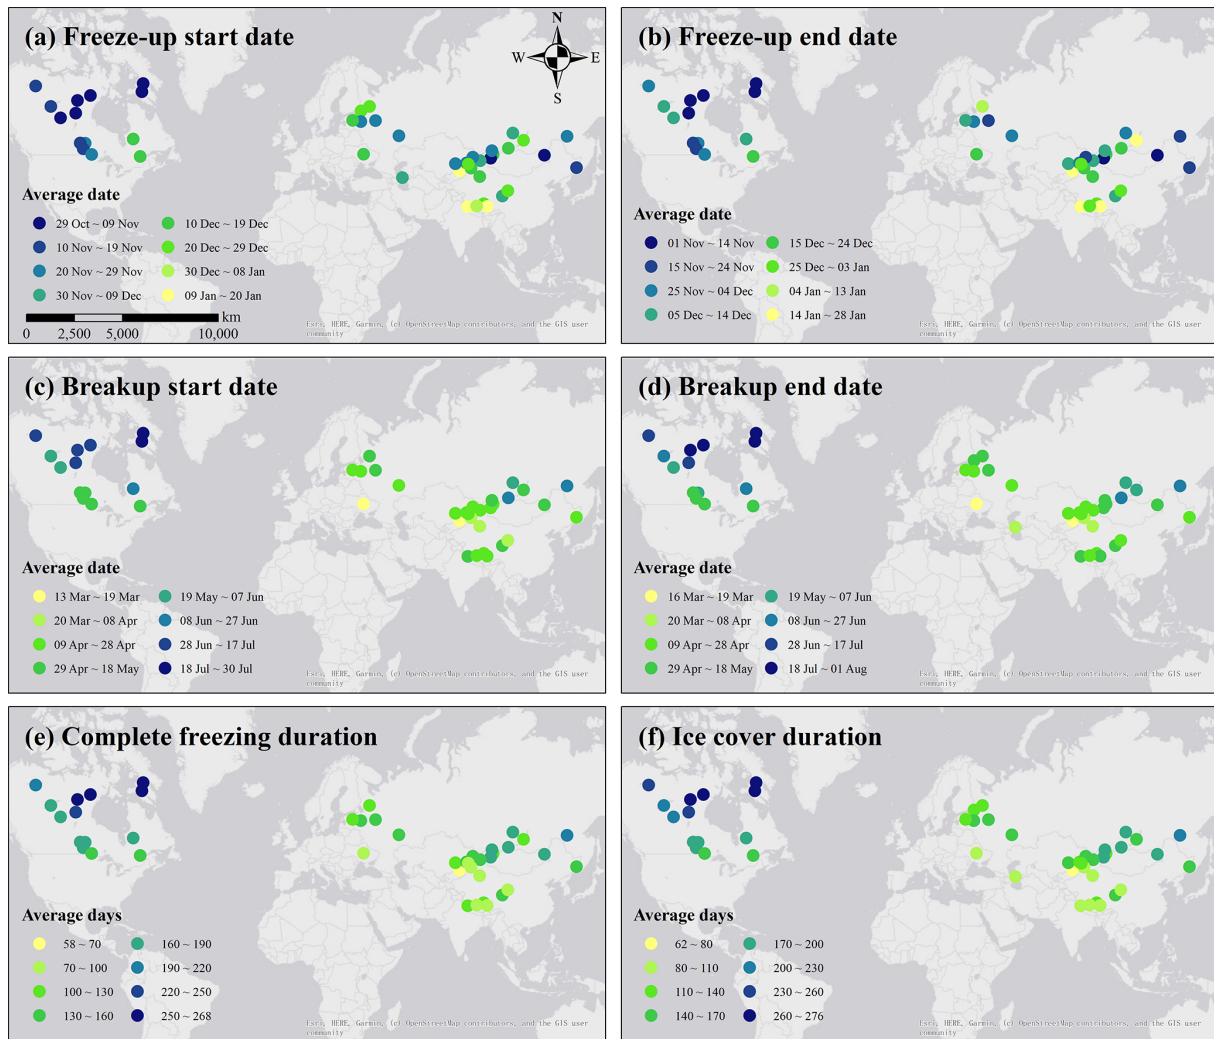 (a) Freeze-up start date
N
W E
S
Average date
29 Oct ~ 09 Nov 10 Dec ~ 19 Dec
10 Nov ~ 19 Nov 20 Dec ~ 29 Dec
20 Nov ~ 29 Nov 30 Dec ~ 08 Jan
30 Nov ~ 09 Dec 09 Jan ~ 20 Jan
km
0 2,500 5,000 10,000
Esri, HERE, Garmin, (c) OpenStreetMap contributors, and the GIS user
community
(b) Freeze-up end date
Average date
01 Nov ~ 14 Nov 15 Dec ~ 24 Dec
15 Nov ~ 24 Nov 25 Dec ~ 03 Jan
25 Nov ~ 04 Dec 04 Jan ~ 13 Jan
05 Dec ~ 14 Dec 14 Jan ~ 28 Jan
Esri, HERE, Garmin, (c) OpenStreetMap contributors, and the GIS user
community
(c) Breakup start date
Average date
13 Mar ~ 19 Mar 19 May ~ 07 Jun
20 Mar ~ 08 Apr 08 Jun ~ 27 Jun
09 Apr ~ 28 Apr 28 Jun ~ 17 Jul
29 Apr ~ 18 May 18 Jul ~ 30 Jul
Esri, HERE, Garmin, (c) OpenStreetMap contributors, and the GIS user
community
(d) Breakup end date
Average date
16 Mar ~ 19 Mar 19 May ~ 07 Jun
20 Mar ~ 08 Apr 08 Jun ~ 27 Jun
09 Apr ~ 28 Apr 28 Jun ~ 17 Jul
29 Apr ~ 18 May 18 Jul ~ 01 Aug
Esri, HERE, Garmin, (c) OpenStreetMap contributors, and the GIS user
community
(e) Complete freezing duration
Average days
58 ~ 70 160 ~ 190
70 ~ 100 190 ~ 220
100 ~ 130 220 ~ 250
130 ~ 160 250 ~ 268
Esri, HERE, Garmin, (c) OpenStreetMap contributors, and the GIS user
community
(f) Ice cover duration
Average days
62 ~ 80 170 ~ 200
80 ~ 110 200 ~ 230
110 ~ 140 230 ~ 260
140 ~ 170 260 ~ 276
Esri, HERE, Garmin, (c) OpenStreetMap contributors, and the GIS user
community